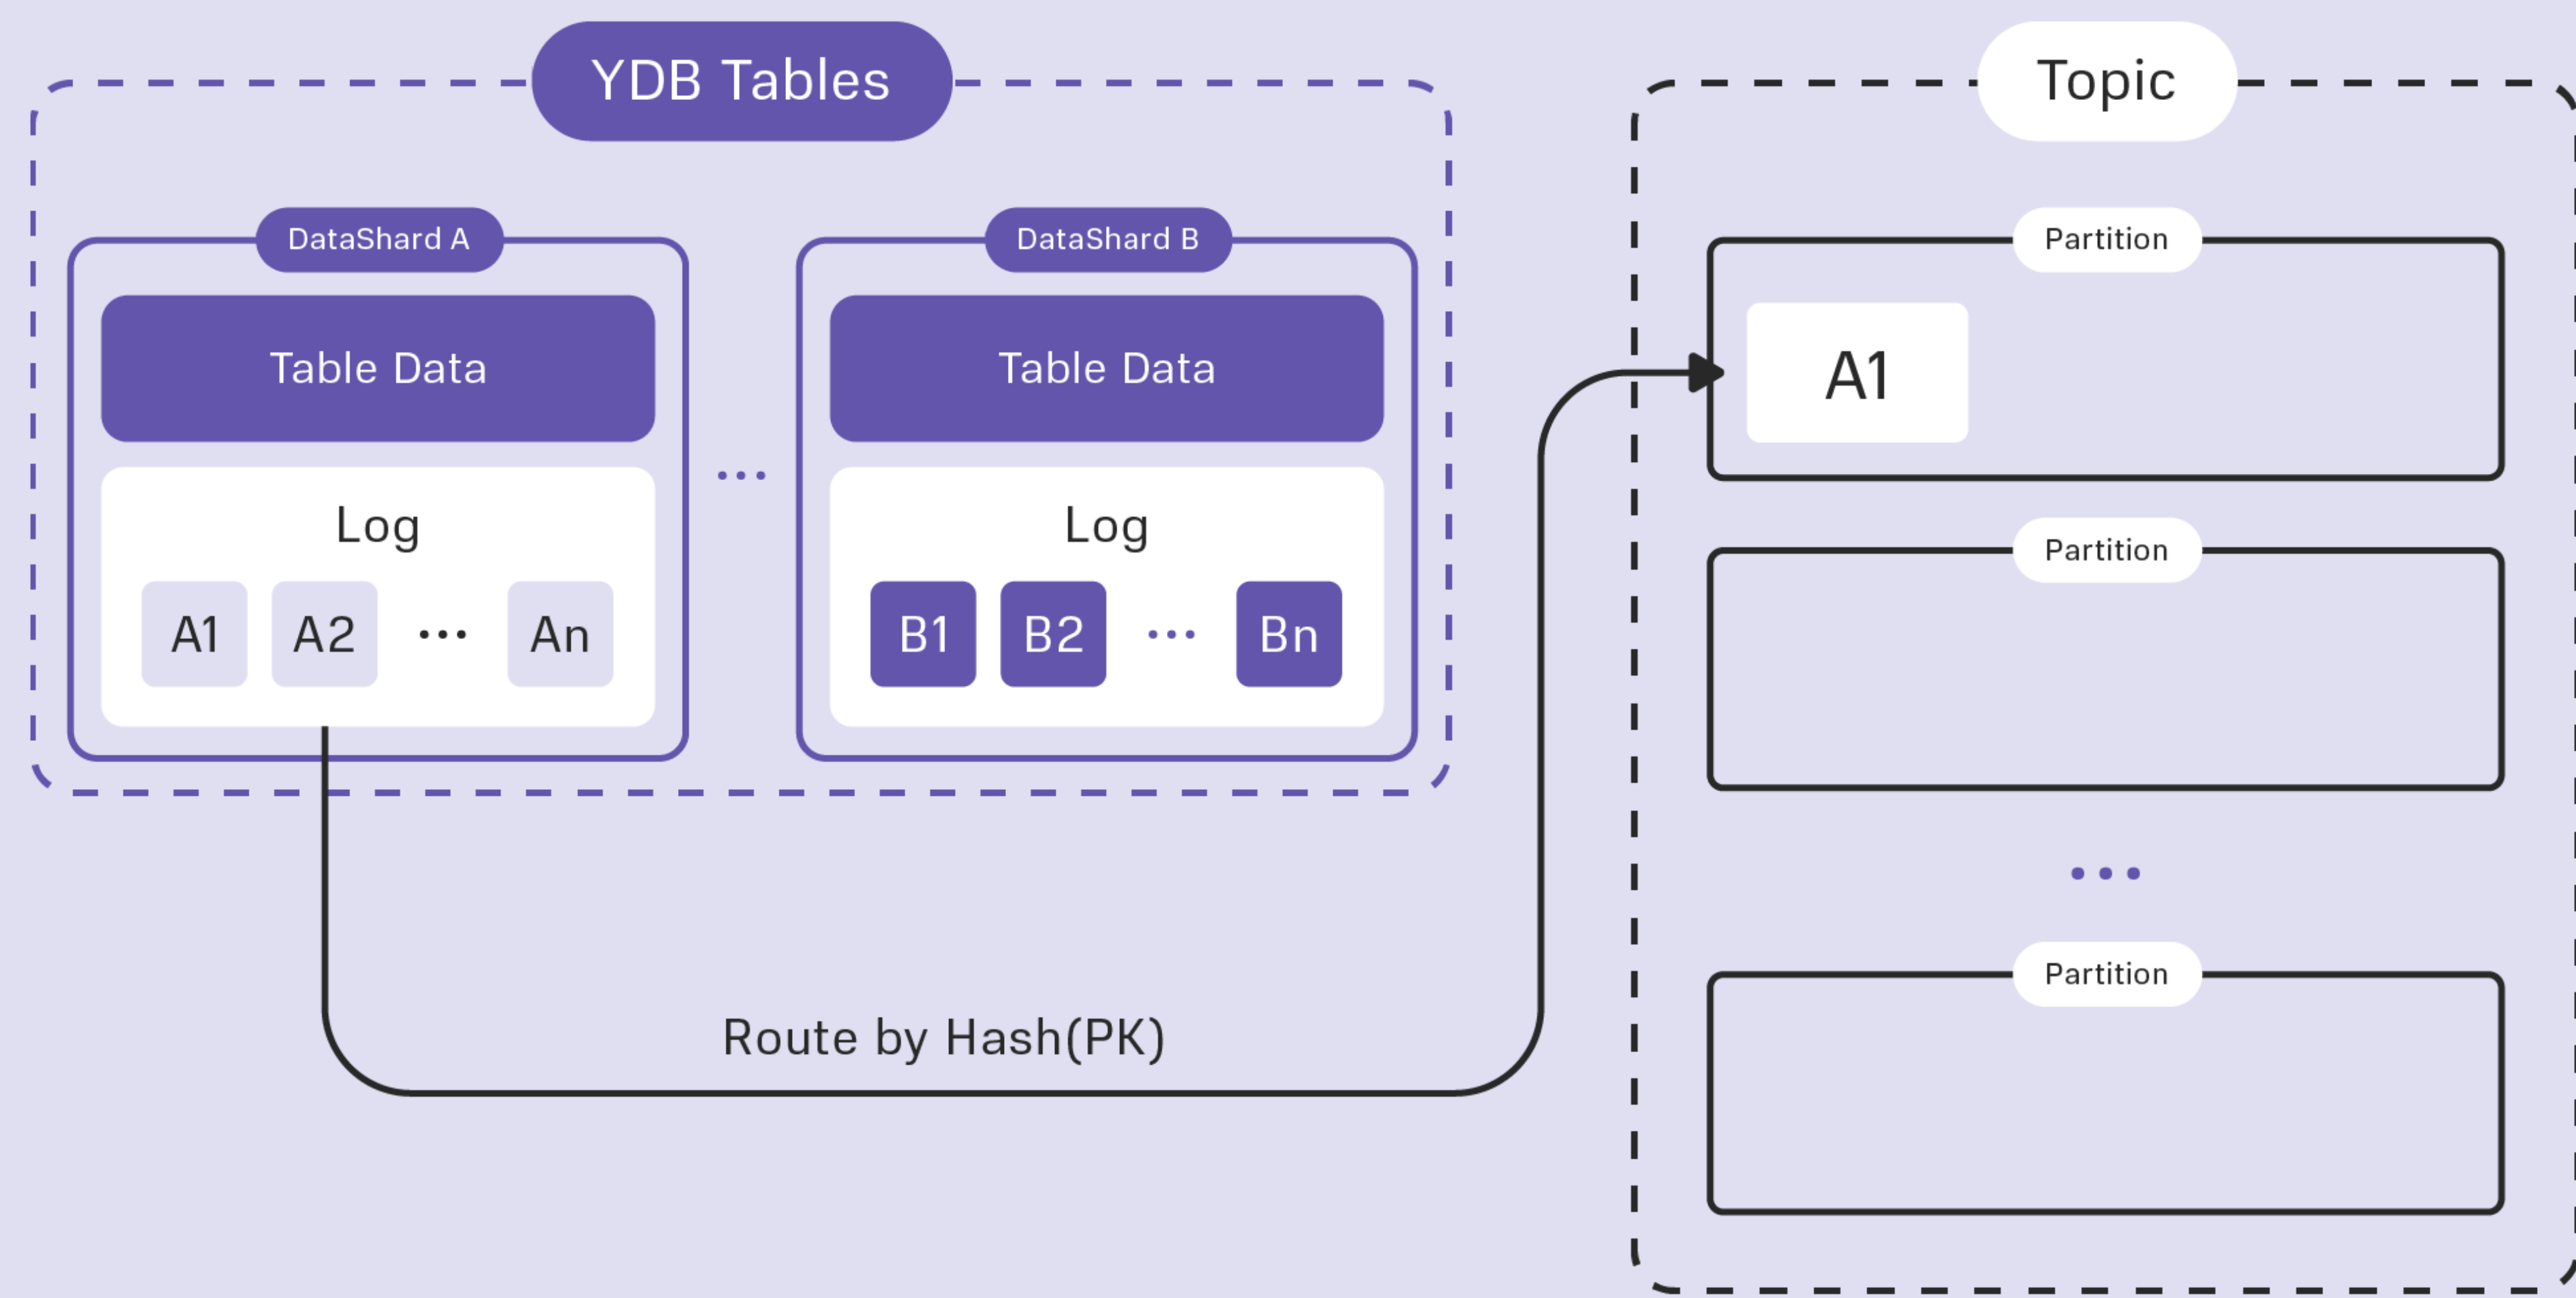 YDB Tables
DataShard A
Table Data
Log
A1 A2 ... An
...
DataShard B
Table Data
Log
B1 B2 ... Bn
Route by Hash(PK)
Topic
Partition
A1
Partition
...
Partition